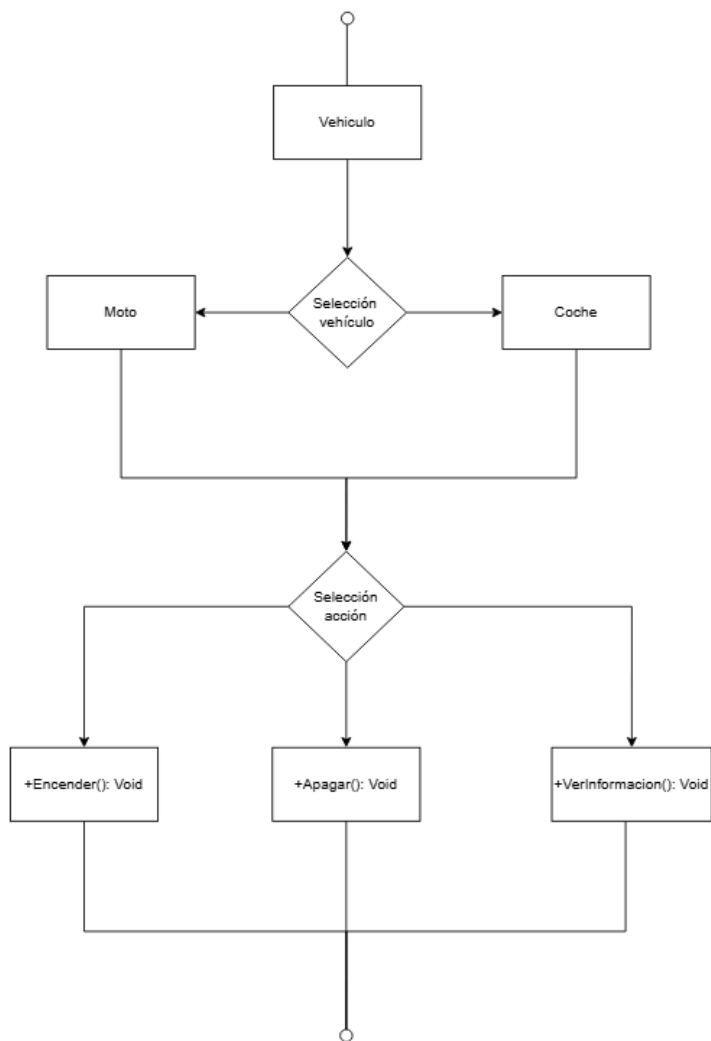 Vehiculo
Moto
Selección
vehículo
Coche
Selección
acción
+Encender(): Void
+Apagar(): Void
+VerInformacion(): Void